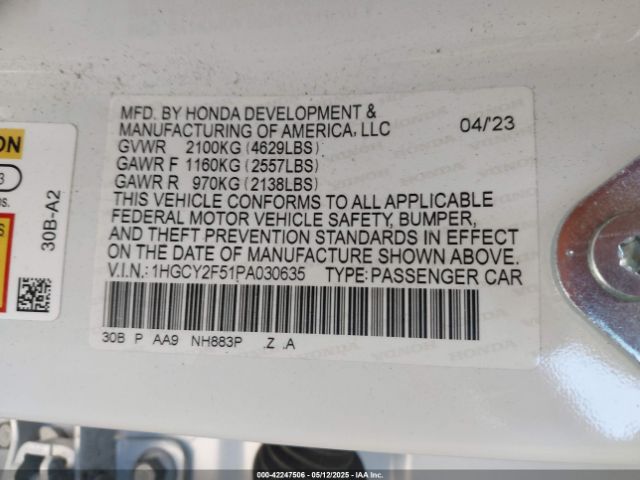 MFD. BY HONDA DEVELOPMENT &
MANUFACTURING OF AMERICA, LLC 04/'23
GVWR 2100KG (4629LBS)
GAWR F 1160KG (2557LBS)
GAWR R 970KG (2138LBS)
THIS VEHICLE CONFORMS TO ALL APPLICABLE
FEDERAL MOTOR VEHICLE SAFETY, BUMPER,
AND THEFT PREVENTION STANDARDS IN EFFECT
ON THE DATE OF MANUFACTURE SHOWN ABOVE.
V.I.N.: 1HGCY2F51PA030635 TYPE: PASSENGER CAR
30B P AA9 NH883P .Z .A
30B-A2
00-42247506 - 05/12/2025 - Copyright © IAA, Inc.